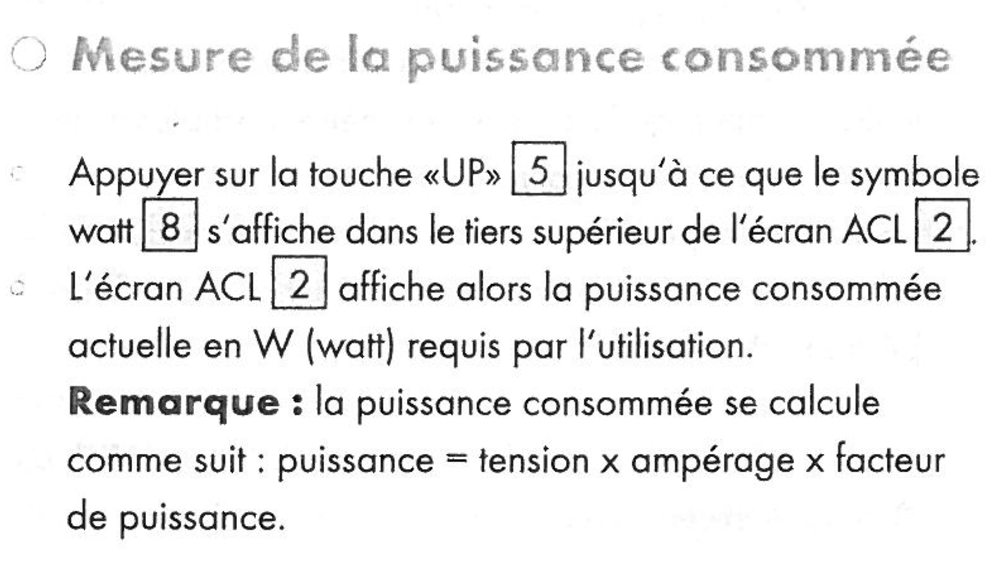 Mesure de la puissance consommée
Appuyer sur la touche «UP» 5 jusqu'à ce que le symbole
watt 8 s'affiche dans le tiers supérieur de l'écran ACL 2.
L'écran ACL 2 affiche alors la puissance consommée
actuelle en W (watt) requis par l'utilisation.
Remarque : la puissance consommée se calcule
comme suit : puissance = tension x ampérage x facteur
de puissance.